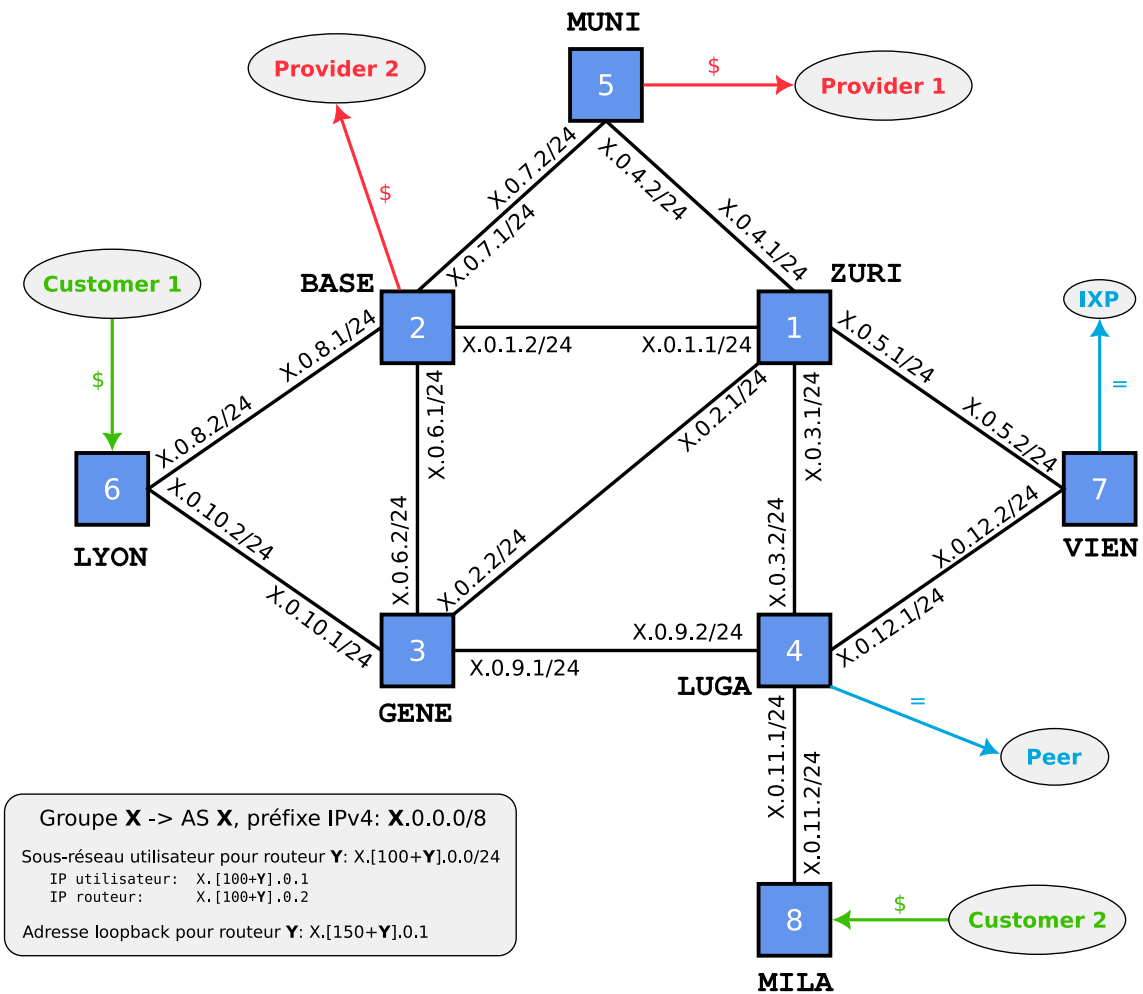 MUNI
Provider 2
5
$
Provider 1
$
X.0.7.2/24
X.0.7.1/24
X.0.4.2/24
X.0.4.1/24
Customer 1
BASE
ZURI
IXP
2
1
X.0.1.2/24
X.0.1.1/24
$
=
X.0.8.1/24
X.0.8.2/24
X.0.6.1/24
X.0.2.1/24
X.0.3.1/24
X.0.5.1/24
X.0.5.2/24
6
7
LYON
VIEN
X.0.10.2/24
X.0.10.1/24
X.0.6.2/24
X.0.2.2/24
X.0.3.2/24
X.0.12.2/24
X.0.12.1/24
3
X.0.9.2/24
X.0.9.1/24
4
GENE
LUGA
=
Peer
X.0.11.1/24
X.0.11.2/24
Groupe X -> AS X, préfixe IPv4: X.0.0.0/8
Sous-réseau utilisateur pour routeur Y: X.[100+Y].0.0/24
IP utilisateur: X.[100+Y].0.1
IP routeur: X.[100+Y].0.2
Adresse loopback pour routeur Y: X.[150+Y].0.1
8
$
Customer 2
MILA